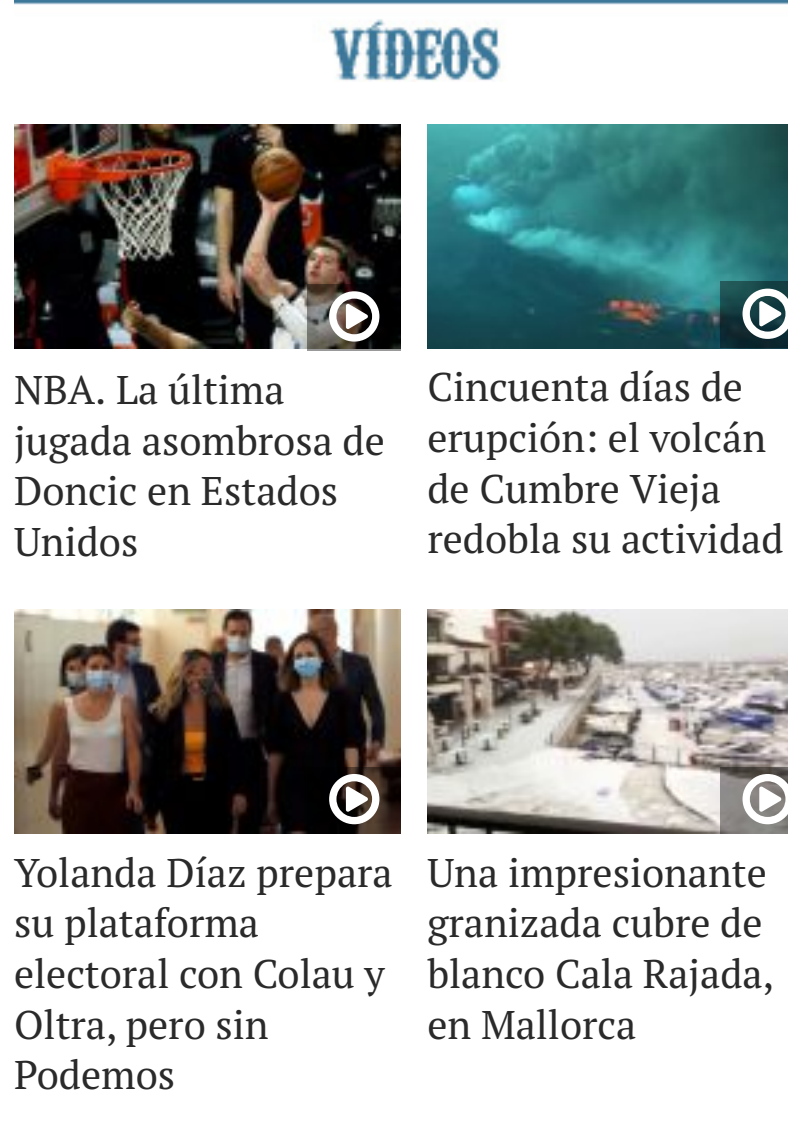 VÍDEOS
NBA. La última
jugada asombrosa de
Doncic en Estados
Unidos
Cincuenta días de
erupción: el volcán
de Cumbre Vieja
redobla su actividad
Yolanda Díaz prepara
su plataforma
electoral con Colau y
Oltra, pero sin
Podemos
Una impresionante
granizada cubre de
blanco Cala Rajada,
en Mallorca